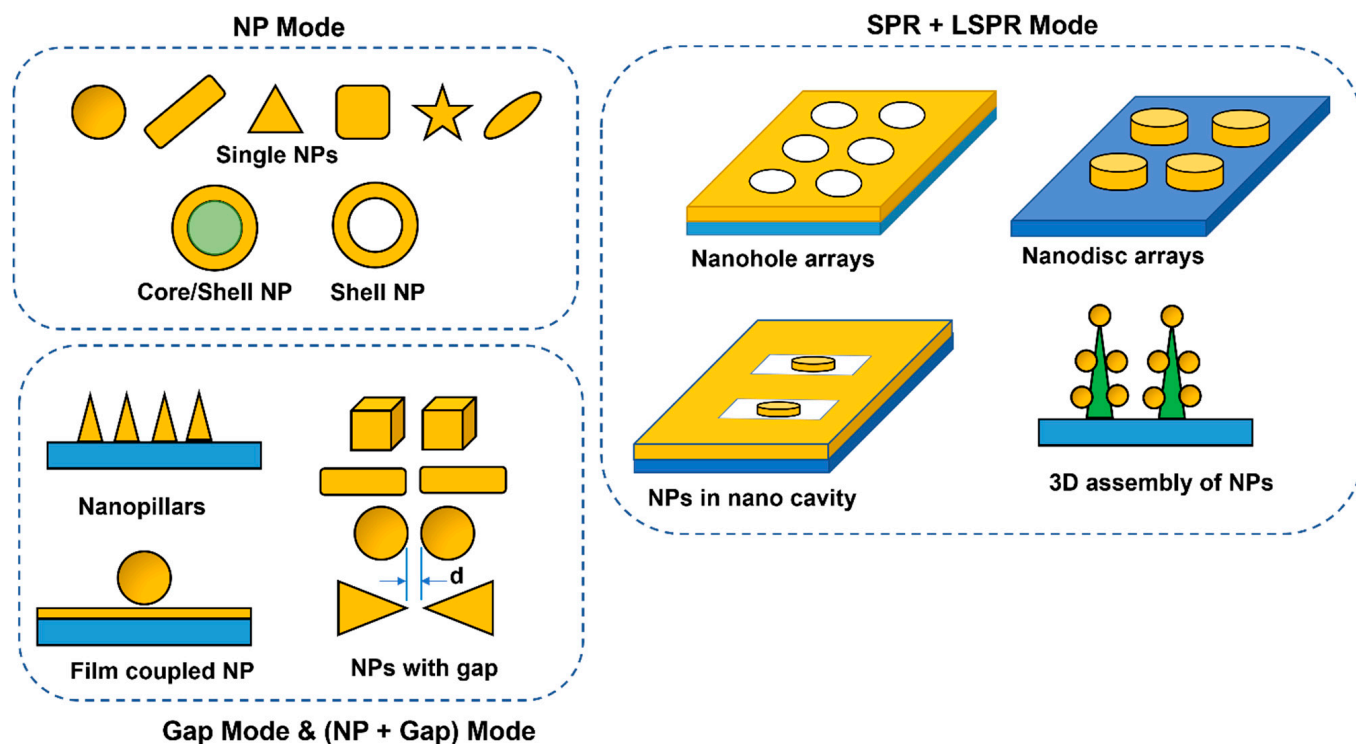 NP Mode
Single NPs
Core/Shell NP
Shell NP
SPR + LSPR Mode
Nanohole arrays
Nanodisc arrays
NPs in nano cavity
3D assembly of NPs
Nanopillars
Film coupled NP
d
NPs with gap
Gap Mode & (NP + Gap) Mode